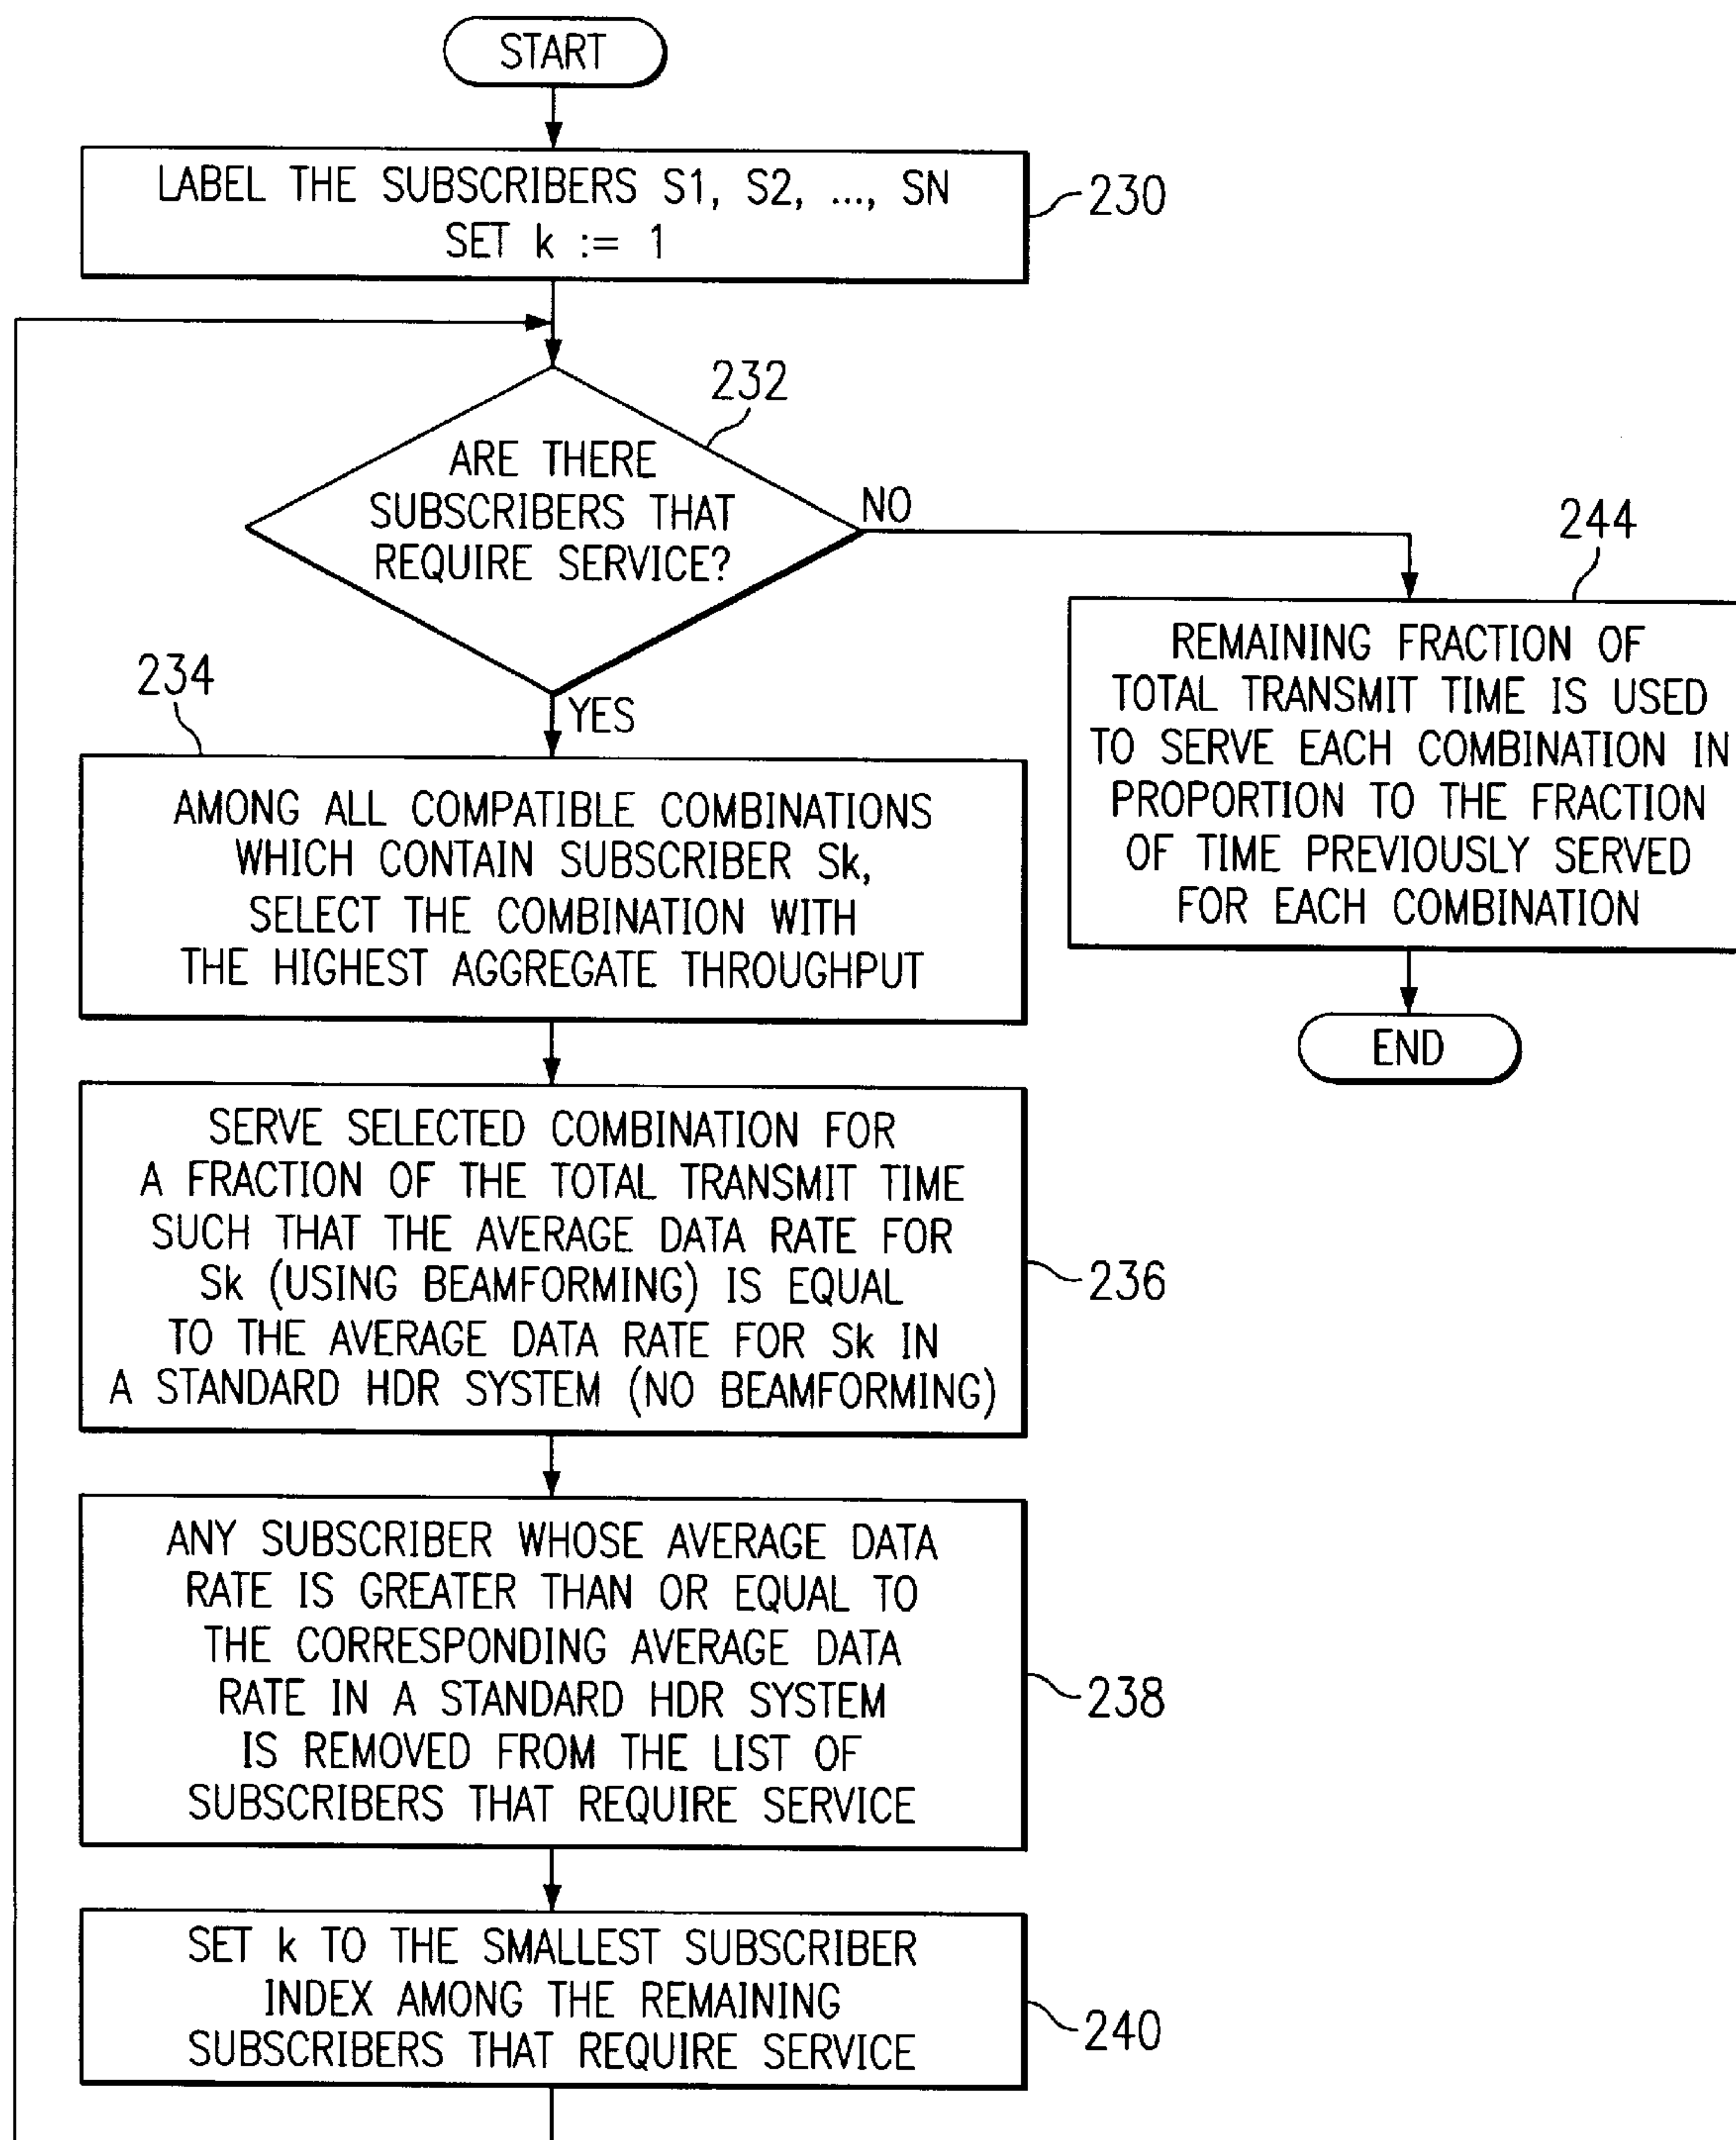 START
LABEL THE SUBSCRIBERS S1, S2, ..., SN
SET k := 1
230
232
ARE THERE
SUBSCRIBERS THAT
REQUIRE SERVICE?
NO
YES
244
REMAINING FRACTION OF
TOTAL TRANSMIT TIME IS USED
TO SERVE EACH COMBINATION IN
PROPORTION TO THE FRACTION
OF TIME PREVIOUSLY SERVED
FOR EACH COMBINATION
END
234
AMONG ALL COMPATIBLE COMBINATIONS
WHICH CONTAIN SUBSCRIBER Sk,
SELECT THE COMBINATION WITH
THE HIGHEST AGGREGATE THROUGHPUT
SERVE SELECTED COMBINATION FOR
A FRACTION OF THE TOTAL TRANSMIT TIME
SUCH THAT THE AVERAGE DATA RATE FOR
Sk (USING BEAMFORMING) IS EQUAL
TO THE AVERAGE DATA RATE FOR Sk IN
A STANDARD HDR SYSTEM (NO BEAMFORMING)
236
ANY SUBSCRIBER WHOSE AVERAGE DATA
RATE IS GREATER THAN OR EQUAL TO
THE CORRESPONDING AVERAGE DATA
RATE IN A STANDARD HDR SYSTEM
IS REMOVED FROM THE LIST OF
SUBSCRIBERS THAT REQUIRE SERVICE
238
SET k TO THE SMALLEST SUBSCRIBER
INDEX AMONG THE REMAINING
SUBSCRIBERS THAT REQUIRE SERVICE
240